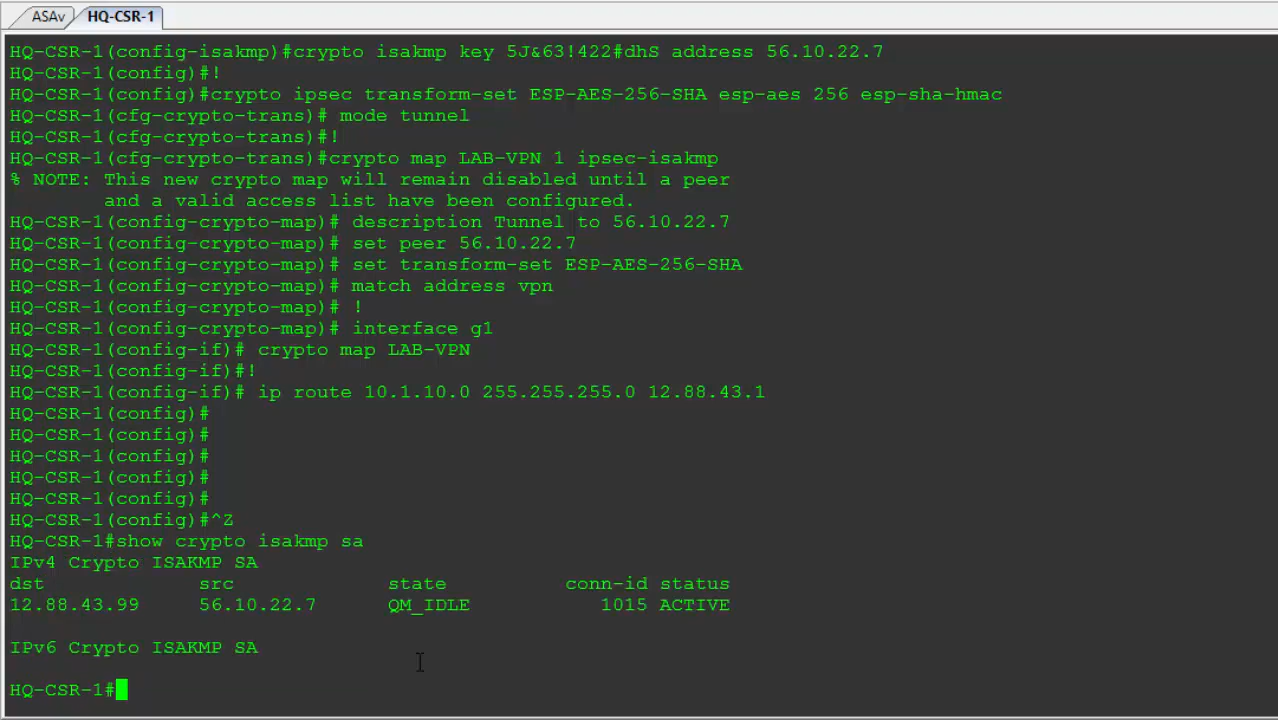 ASAv HQ-CSR-1
HQ-CSR-1(config-isakmp)#crypto isakmp key 5J&63!422#dhS address 56.10.22.7
HQ-CSR-1(config)#!
HQ-CSR-1(config)#crypto ipsec transform-set ESP-AES-256-SHA esp-aes 256 esp-sha-hmac
HQ-CSR-1(cfg-crypto-trans)# mode tunnel
HQ-CSR-1(cfg-crypto-trans)#!
HQ-CSR-1(cfg-crypto-trans)#crypto map LAB-VPN 1 ipsec-isakmp
% NOTE: This new crypto map will remain disabled until a peer
and a valid access list have been configured.
HQ-CSR-1(config-crypto-map)# description Tunnel to 56.10.22.7
HQ-CSR-1(config-crypto-map)# set peer 56.10.22.7
HQ-CSR-1(config-crypto-map)# set transform-set ESP-AES-256-SHA
HQ-CSR-1(config-crypto-map)# match address vpn
HQ-CSR-1(config-crypto-map)# !
HQ-CSR-1(config-crypto-map)# interface g1
HQ-CSR-1(config-if)# crypto map LAB-VPN
HQ-CSR-1(config-if)#!
HQ-CSR-1(config-if)# ip route 10.1.10.0 255.255.255.0 12.88.43.1
HQ-CSR-1(config)#
HQ-CSR-1(config)#
HQ-CSR-1(config)#
HQ-CSR-1(config)#
HQ-CSR-1(config)#
HQ-CSR-1(config)#^Z
HQ-CSR-1#show crypto isakmp sa
IPv4 Crypto ISAKMP SA
dst src state conn-id status
12.88.43.99 56.10.22.7 QM_IDLE 1015 ACTIVE
IPv6 Crypto ISAKMP SA
HQ-CSR-1#